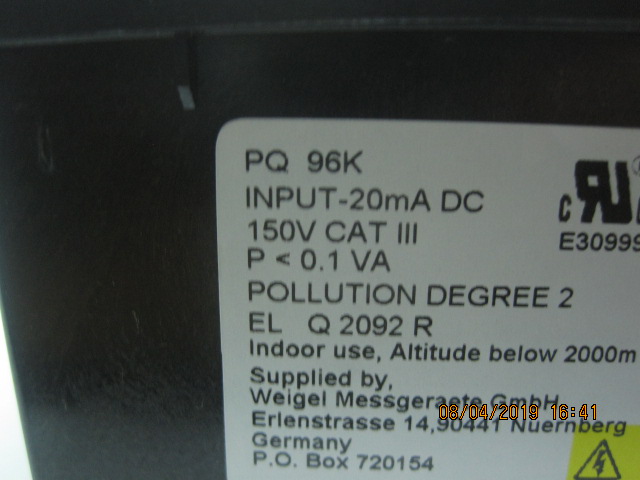 PQ 96K
INPUT-20mA DC
150V CAT III
P < 0.1 VA
POLLUTION DEGREE 2
EL Q 2092 R
Indoor use, Altitude below 2000m
Supplied by,
Weigel Messgeraete GmbH
Erlenstrasse 14,90441 Nuernberg
Germany
P.O. Box 720154
c RU
E30999
08/04/2019 16:41